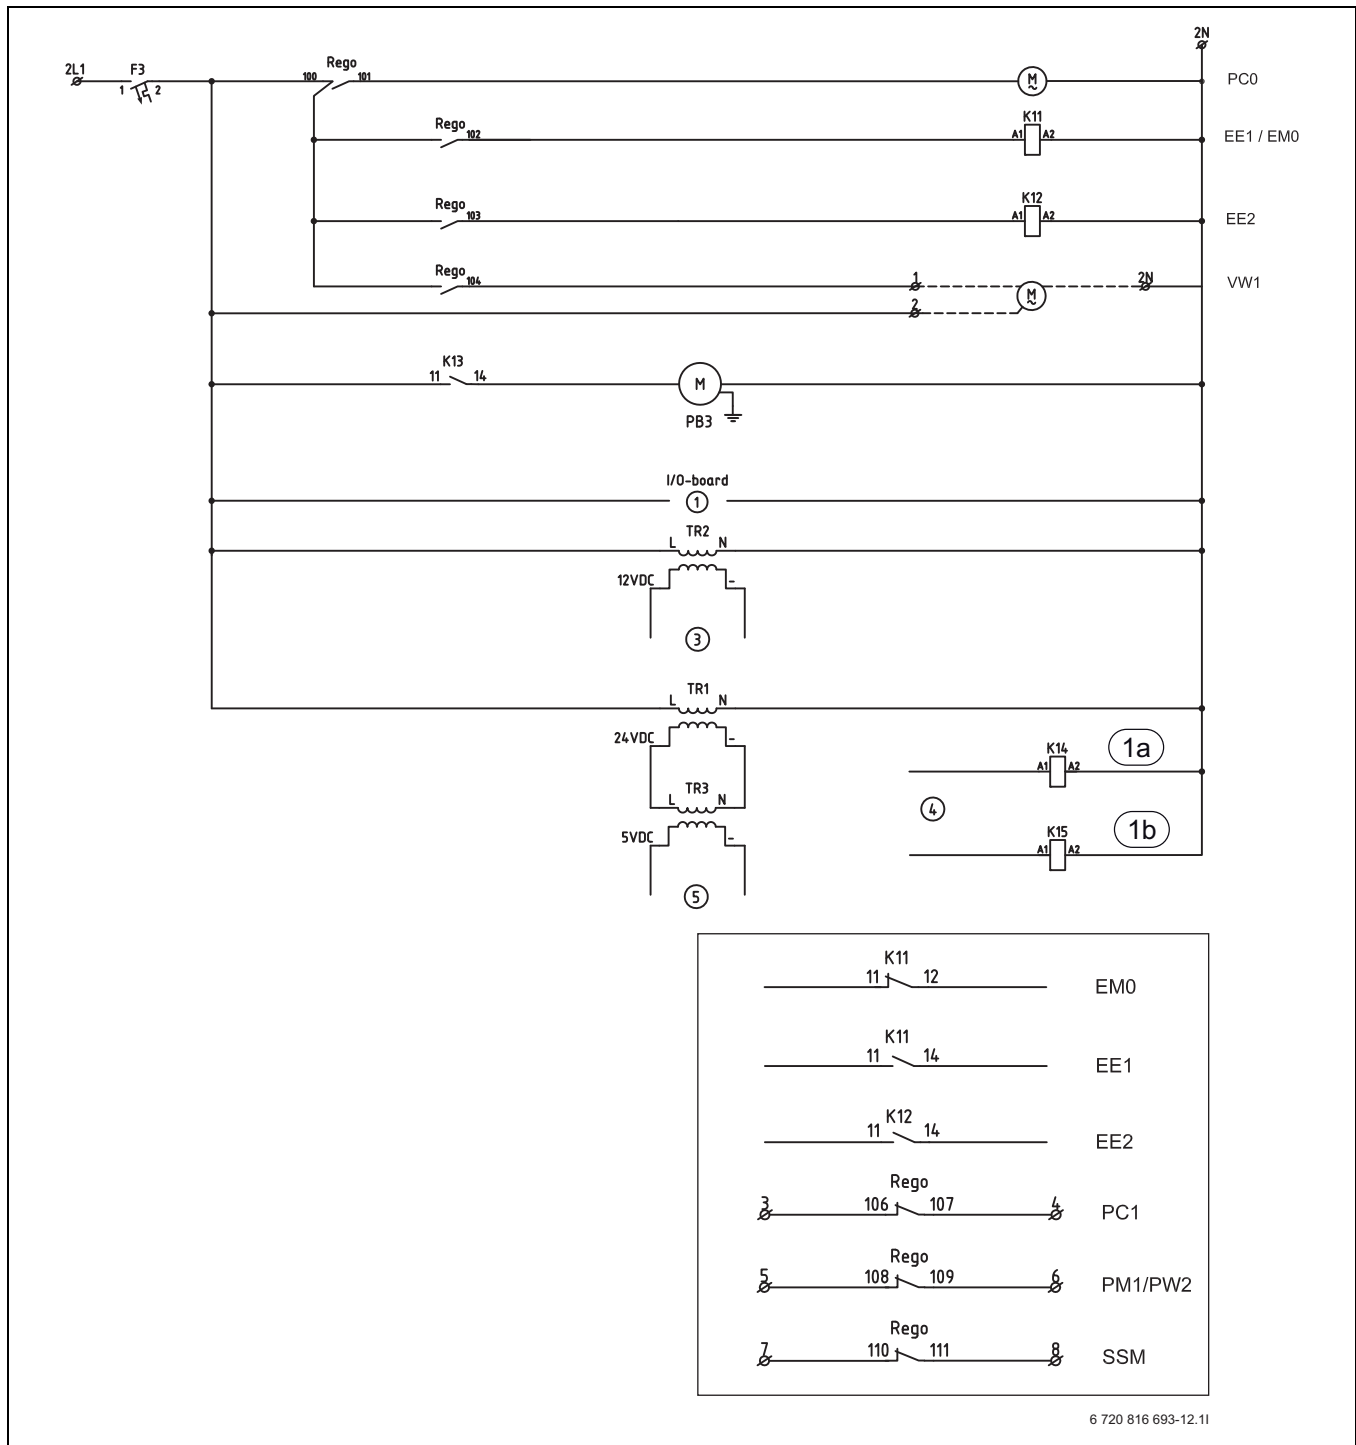 2N
2L1 F3 Rego
1 2 100 101 M PC0
Rego K11
102 A1 A2 EE1 / EM0
Rego K12
103 A1 A2 EE2
Rego
104 1 M 2N VW1
2
K13
11 14 M
PB3
I/O-board
1
TR2
L N
12VDC -
3
TR1
L N
24VDC -
K14 1a
A1 A2
TR3
L N
4
5VDC -
K15 1b
A1 A2
5
K11
11 12 EM0
K11
11 14 EE1
K12
11 14 EE2
Rego
3 106 107 4 PC1
Rego
5 108 109 6 PM1/PW2
Rego
7 110 111 8 SSM
6 720 816 693-12.1I